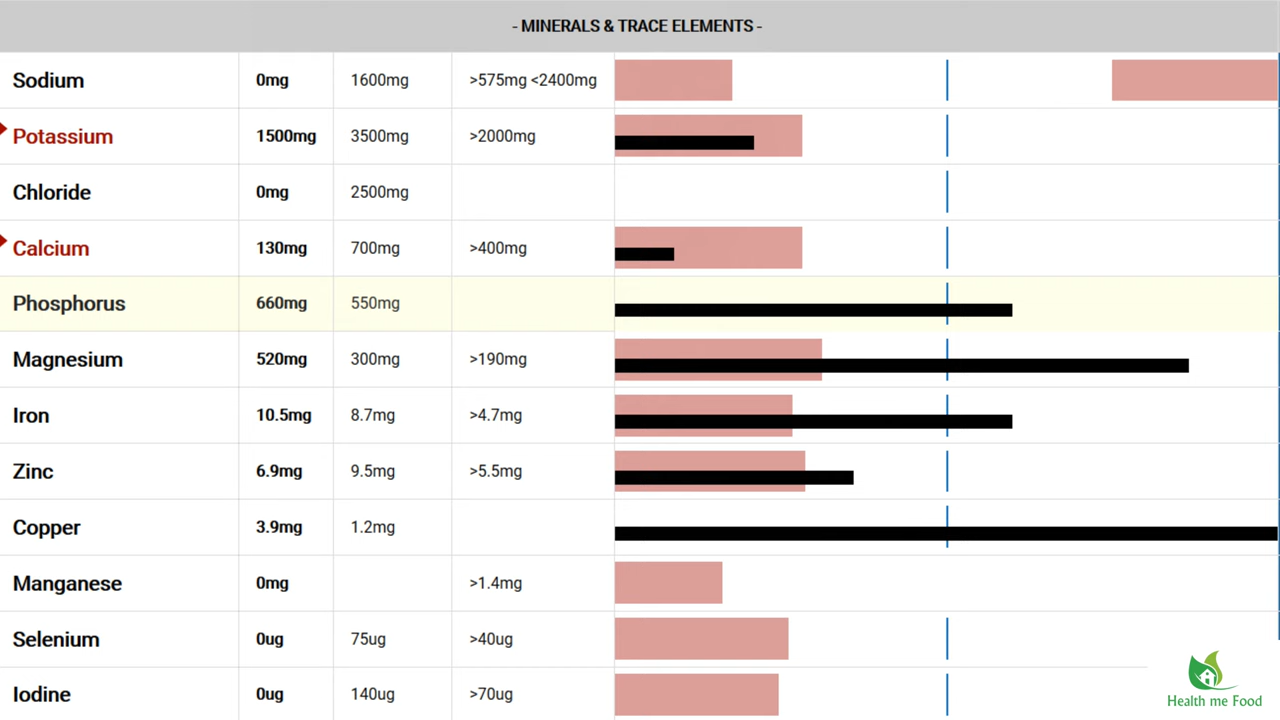 - MINERALS & TRACE ELEMENTS -
Sodium 0mg 1600mg >575mg <2400mg
Potassium 1500mg 3500mg >2000mg
Chloride 0mg 2500mg
Calcium 130mg 700mg >400mg
Phosphorus 660mg 550mg
Magnesium 520mg 300mg >190mg
Iron 10.5mg 8.7mg >4.7mg
Zinc 6.9mg 9.5mg >5.5mg
Copper 3.9mg 1.2mg
Manganese 0mg >1.4mg
Selenium 0ug 75ug >40ug
Iodine 0ug 140ug >70ug
Health me Food